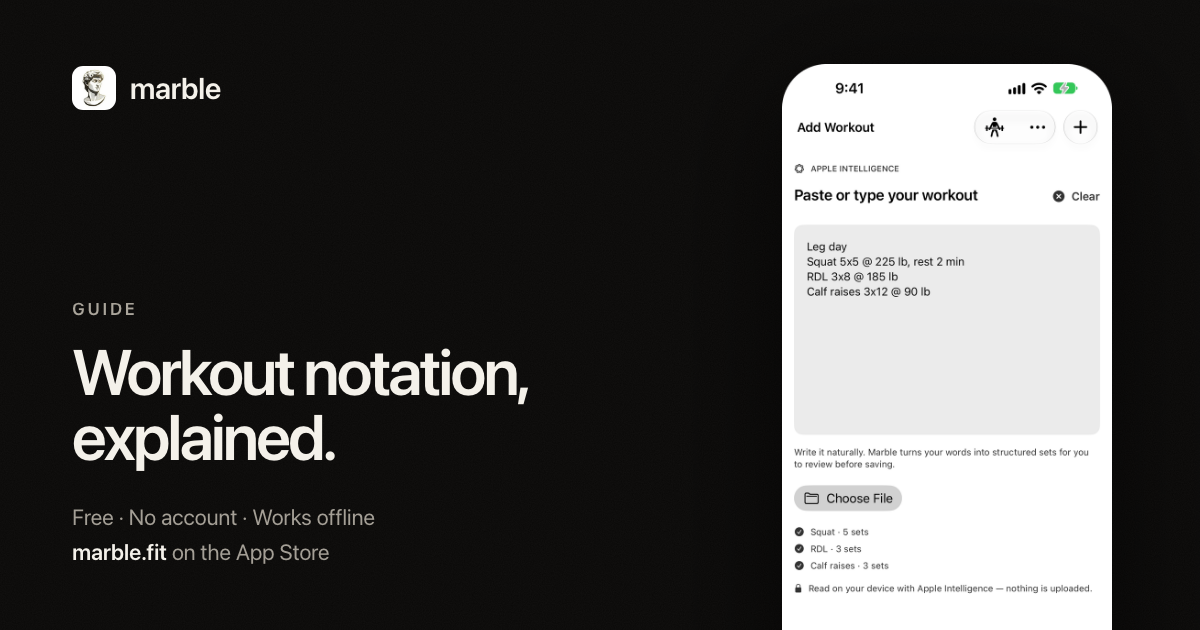 marble
GUIDE
Workout notation,
explained.
Free · No account · Works offline
marble.fit on the App Store
9:41
Add Workout
APPLE INTELLIGENCE
Paste or type your workout
Clear
Leg day
Squat 5x5 @ 225 lb, rest 2 min
RDL 3x8 @ 185 lb
Calf raises 3x12 @ 90 lb
Write it naturally. Marble turns your words into structured sets for you
to review before saving.
Choose File
Squat · 5 sets
RDL · 3 sets
Calf raises · 3 sets
Read on your device with Apple Intelligence — nothing is uploaded.